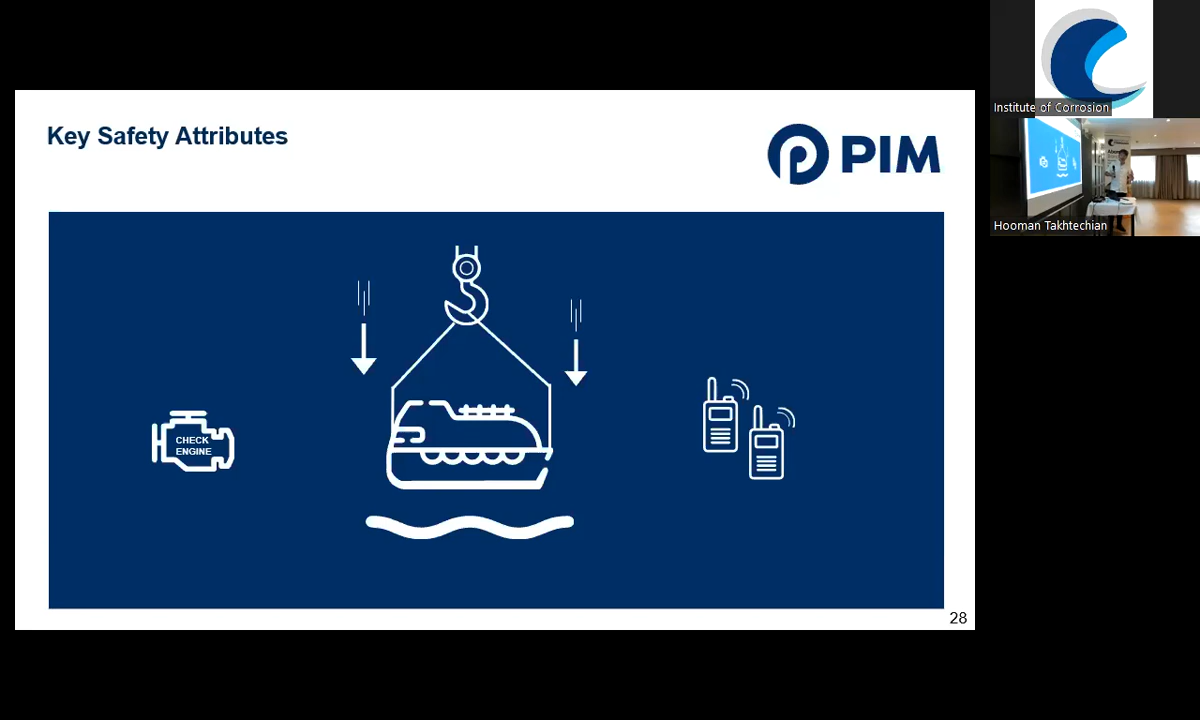 Key Safety Attributes
PIM
CHECK
ENGINE
28
Institute of Corrosion
Hooman Takhtechian